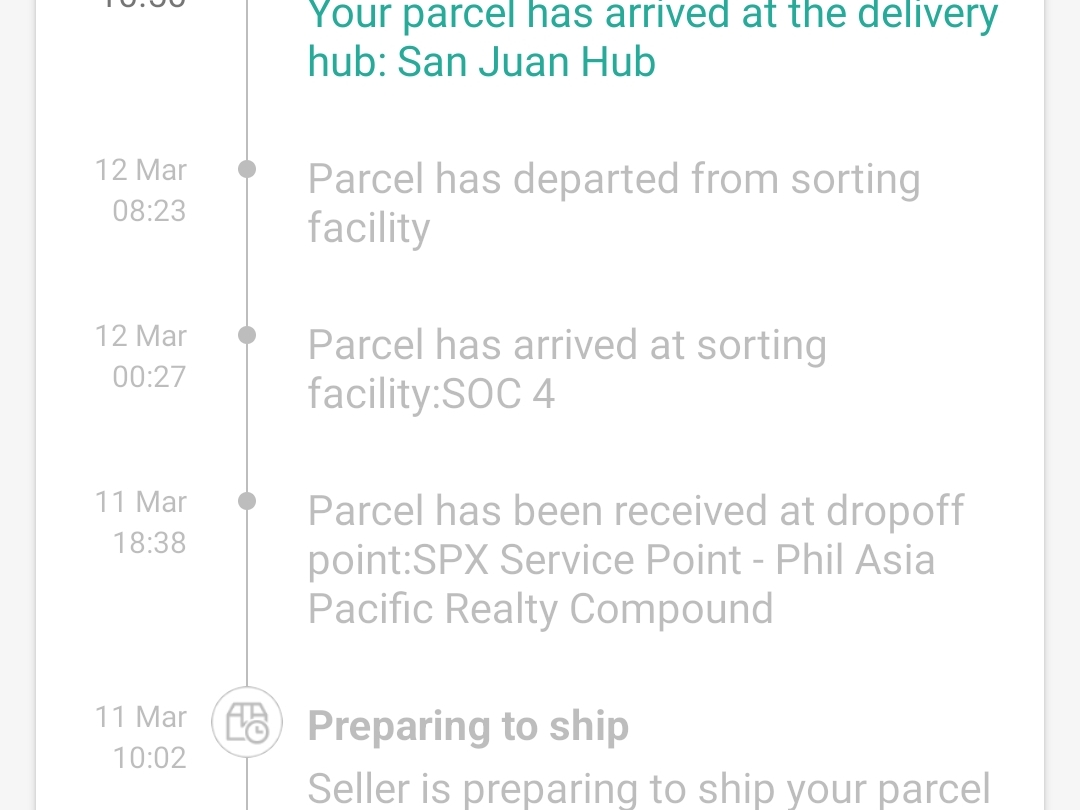 Your parcel has arrived at the delivery
hub: San Juan Hub
12 Mar
08:23
Parcel has departed from sorting
facility
12 Mar
00:27
Parcel has arrived at sorting
facility:SOC 4
11 Mar
18:38
Parcel has been received at dropoff
point:SPX Service Point - Phil Asia
Pacific Realty Compound
11 Mar
10:02
Preparing to ship
Seller is preparing to ship your parcel